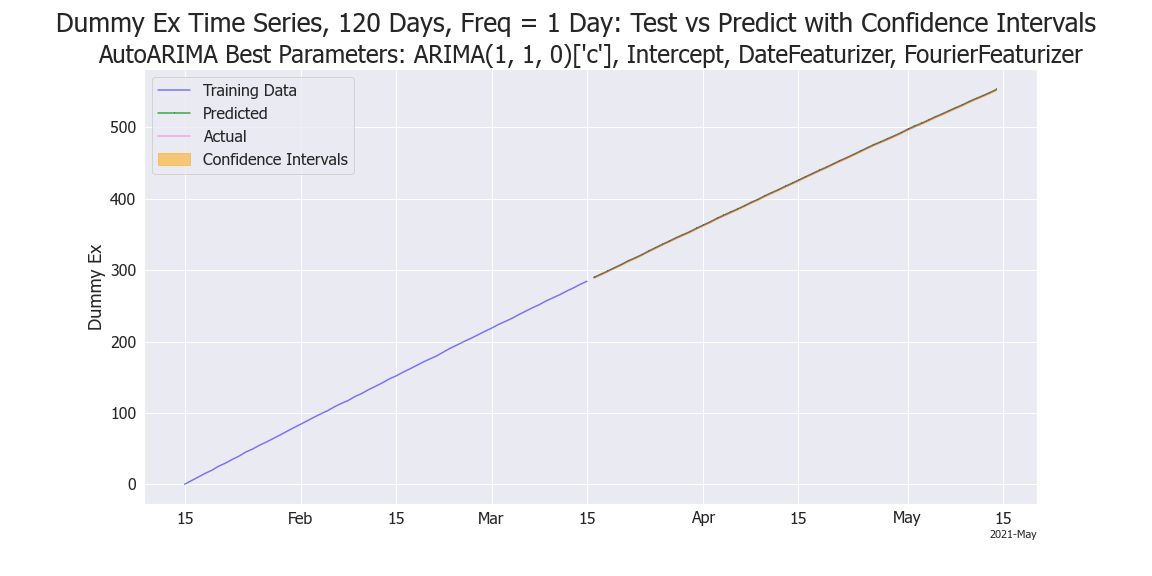 Dummy Ex Time Series, 120 Days, Freq = 1 Day: Test vs Predict with Confidence Intervals
AutoARIMA Best Parameters: ARIMA(1, 1, 0)['c'], Intercept, DateFeaturizer, FourierFeaturizer
Training Data
Predicted
Actual
Confidence Intervals
Dummy Ex
500
400
300
200
100
0
15 Feb 15 Mar 15 Apr 15 May 15
2021-May